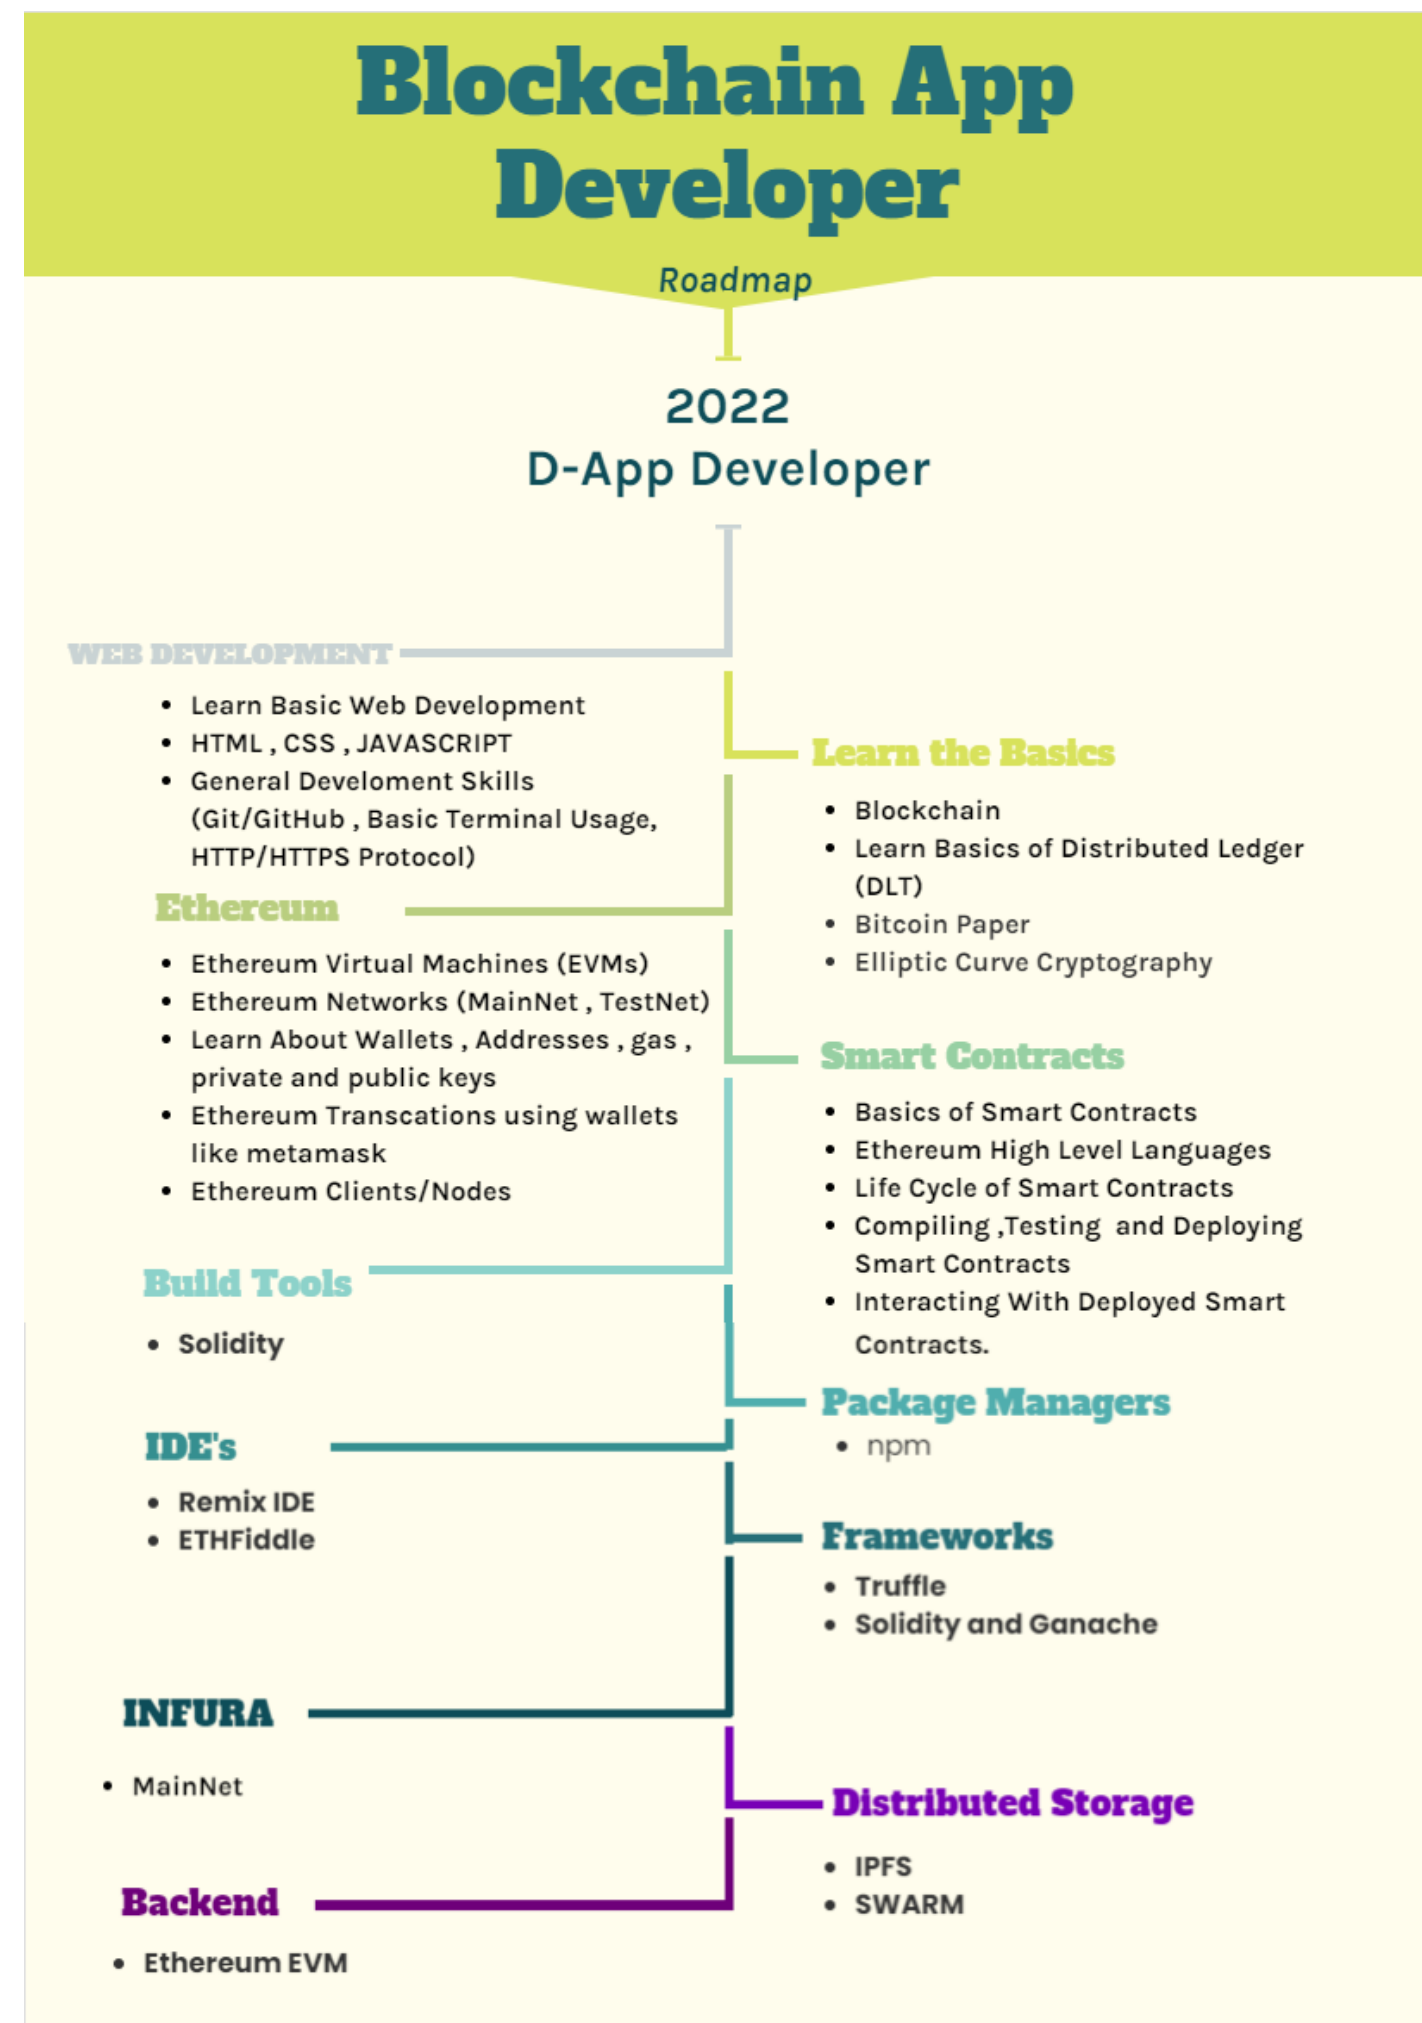 Blockchain App
Developer
Roadmap
2022
D-App Developer
WEB DEVELOPMENT
• Learn Basic Web Development
• HTML , CSS , JAVASCRIPT
• General Develoment Skills
(Git/GitHub , Basic Terminal Usage,
HTTP/HTTPS Protocol)
Learn the Basics
• Blockchain
• Learn Basics of Distributed Ledger
(DLT)
• Bitcoin Paper
• Elliptic Curve Cryptography
Ethereum
• Ethereum Virtual Machines (EVMs)
• Ethereum Networks (MainNet , TestNet)
• Learn About Wallets , Addresses , gas ,
private and public keys
• Ethereum Transcations using wallets
like metamask
• Ethereum Clients/Nodes
Smart Contracts
• Basics of Smart Contracts
• Ethereum High Level Languages
• Life Cycle of Smart Contracts
• Compiling ,Testing and Deploying
Smart Contracts
• Interacting With Deployed Smart
Contracts.
Build Tools
• Solidity
Package Managers
• npm
IDE's
• Remix IDE
• ETHFiddle
Frameworks
• Truffle
• Solidity and Ganache
INFURA
• MainNet
Distributed Storage
• IPFS
• SWARM
Backend
• Ethereum EVM